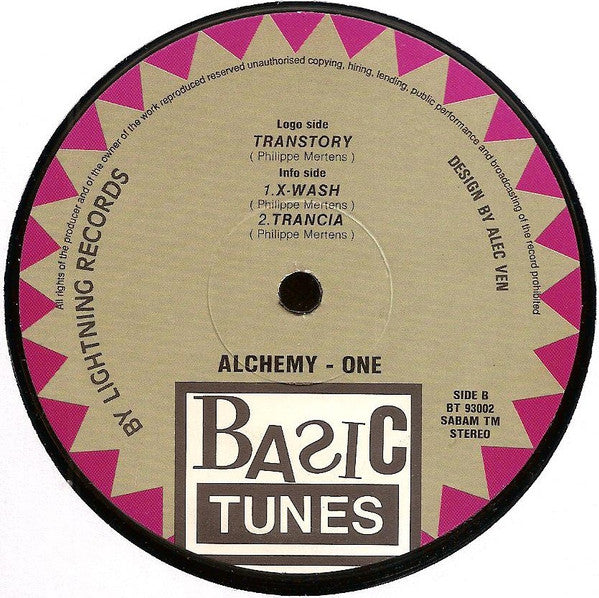 All rights of the producer and of the owner of the work reproduced reserved unauthorised copying, hiring, lending, public performance and broadcasting of the record prohibited
BY LIGHTNING RECORDS
DESIGN BY ALEC VEN
Logo side
TRANSTORY
( Philippe Mertens )
Info side
1.X-WASH
( Philippe Mertens )
2.TRANCIA
( Philippe Mertens )
ALCHEMY - ONE
SIDE B
BT 93002
SABAM TM
STEREO
BASIC
TUNES